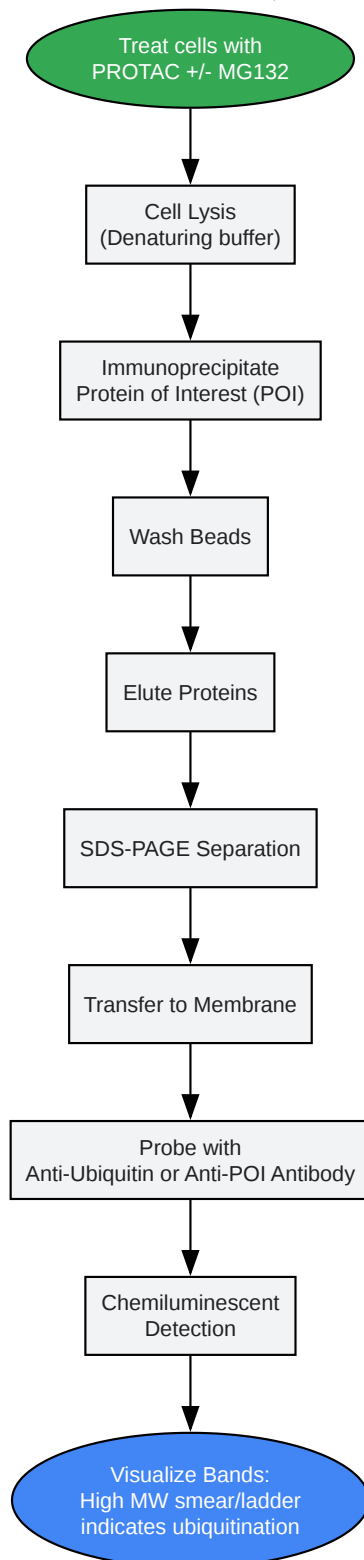 Treat cells with
PROTAC +/- MG132
Cell Lysis
(Denaturing buffer)
Immunoprecipitate
Protein of Interest (POI)
Wash Beads
Elute Proteins
SDS-PAGE Separation
Transfer to Membrane
Probe with
Anti-Ubiquitin or Anti-POI Antibody
Chemiluminescent
Detection
Visualize Bands:
High MW smear/ladder
indicates ubiquitination